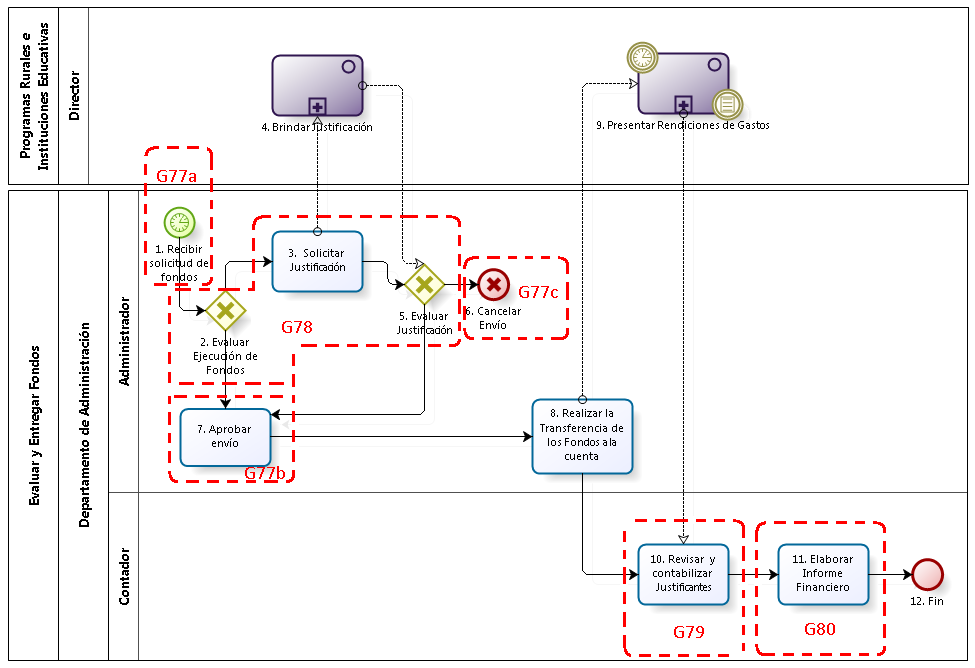 Programas Rurales e
Instituciones Educativas
Director
4. Brindar Justificación
9. Presentar Rendiciones de Gastos
Evaluar y Entregar Fondos
Departamento de Administración
Administrador
G77a
1. Recibir
solicitud de
fondos
3. Solicitar
Justificación
G78
2. Evaluar
Ejecución de
Fondos
5. Evaluar
Justificación
G77c
6. Cancelar
Envío
7. Aprobar
envío
G77b
8. Realizar la
Transferencia de
los Fondos a la
cuenta
Contador
10. Revisar y
contabilizar
Justificantes
G79
11. Elaborar
Informe
Financiero
G80
12. Fin